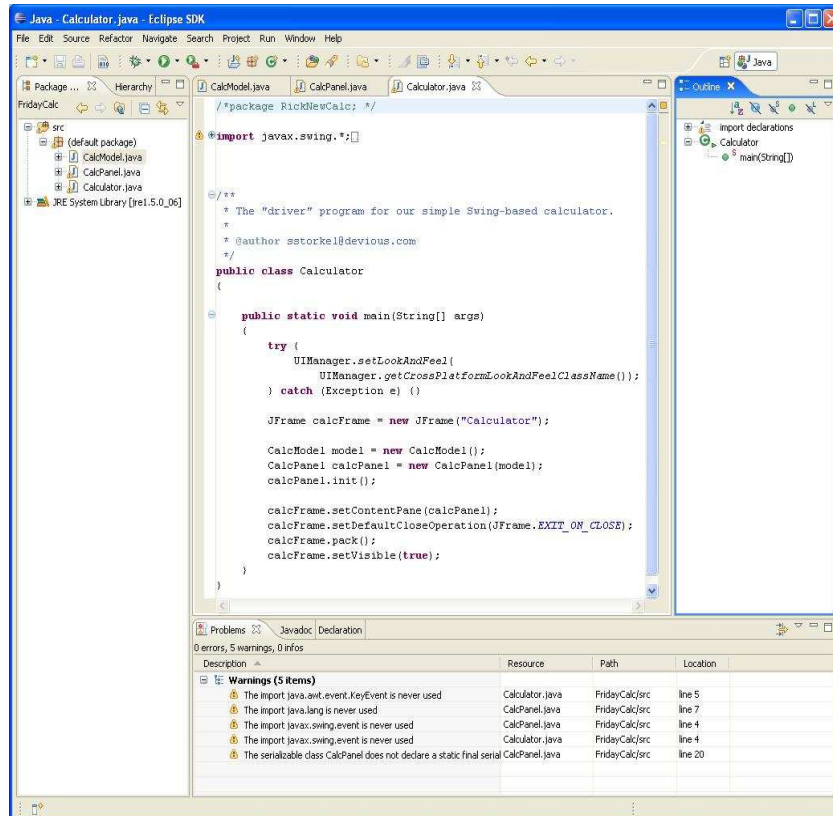 Java - Calculator.java - Eclipse SDK
File Edit Source Refactor Navigate Search Project Run Window Help
Java
Package ... Hierarchy
FridayCalc
src
(default package)
CalcModel.java
CalcPanel.java
Calculator.java
JRE System Library [jre1.5.0_06]
CalcModel.java CalcPanel.java Calculator.java
/*package RickNewCalc; */
import javax.swing.*;
/**
* The "driver" program for our simple Swing-based calculator.
*
* @author sstorkel@devious.com
*/
public class Calculator
{
public static void main(String[] args)
{
try {
UIManager.setLookAndFeel(
UIManager.getCrossPlatformLookAndFeelClassName());
} catch (Exception e) {}
JFrame calcFrame = new JFrame("Calculator");
CalcModel model = new CalcModel();
CalcPanel calcPanel = new CalcPanel(model);
calcPanel.init();
calcFrame.setContentPane(calcPanel);
calcFrame.setDefaultCloseOperation(JFrame.EXIT_ON_CLOSE);
calcFrame.pack();
calcFrame.setVisible(true);
}
}
Outline
import declarations
Calculator
main(String[])
Problems Javadoc Declaration
0 errors, 5 warnings, 0 infos
Description Resource Path Location
Warnings (5 items)
The import java.awt.event.KeyEvent is never used Calculator.java FridayCalc/src line 5
The import java.lang is never used CalcPanel.java FridayCalc/src line 7
The import javax.swing.event is never used CalcPanel.java FridayCalc/src line 4
The import javax.swing.event is never used Calculator.java FridayCalc/src line 4
The serializable class CalcPanel does not declare a static final serial CalcPanel.java FridayCalc/src line 20